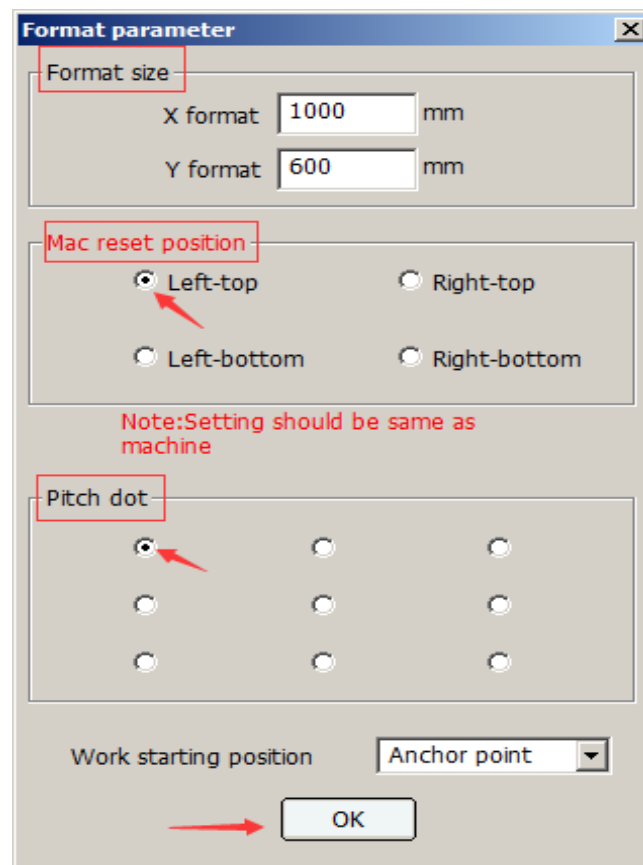 Format parameter
Format size
X format 1000 mm
Y format 600 mm
Mac reset position
Left-top Right-top
Left-bottom Right-bottom
Note:Setting should be same as
machine
Pitch dot
Work starting position Anchor point
OK